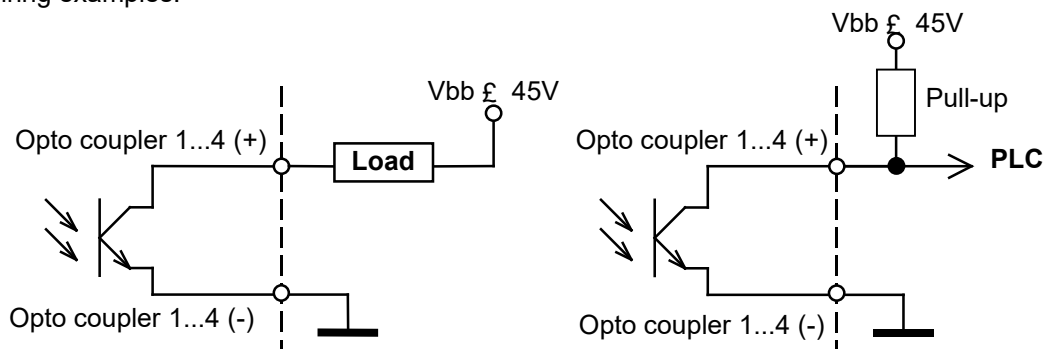 Vbb £ 45V
Vbb £ 45V
Pull-up
Opto coupler 1...4 (+)
Load
Opto coupler 1...4 (+)
PLC
Opto coupler 1...4 (-)
Opto coupler 1...4 (-)